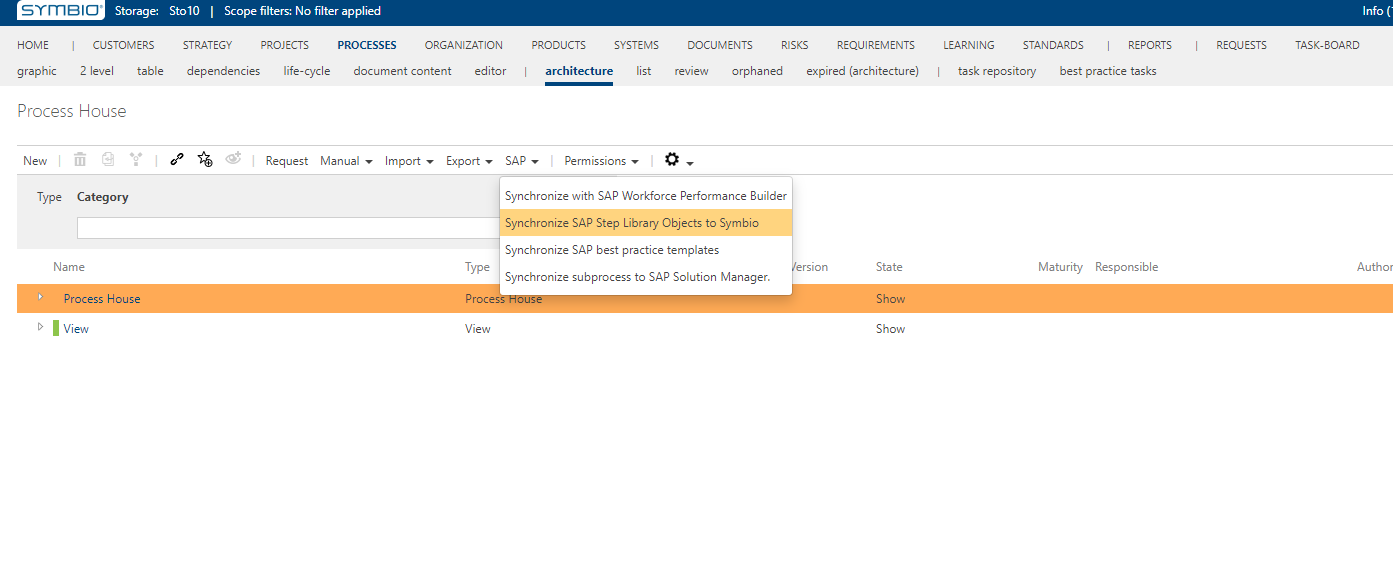 SYMBIO® Storage: Sto10 | Scope filters: No filter applied Info (
HOME | CUSTOMERS STRATEGY PROJECTS PROCESSES ORGANIZATION PRODUCTS SYSTEMS DOCUMENTS RISKS REQUIREMENTS LEARNING STANDARDS | REPORTS | REQUESTS TASK-BOARD
graphic 2 level table dependencies life-cycle document content editor | architecture list review orphaned expired (architecture) | task repository best practice tasks
Process House
New | | | Request Manual Import Export SAP | Permissions |
Type Category
Synchronize with SAP Workforce Performance Builder
Synchronize SAP Step Library Objects to Symbio
Synchronize SAP best practice templates
Synchronize subprocess to SAP Solution Manager.
Name Type Version State Maturity Responsible Author
Process House Process House Show
View View Show